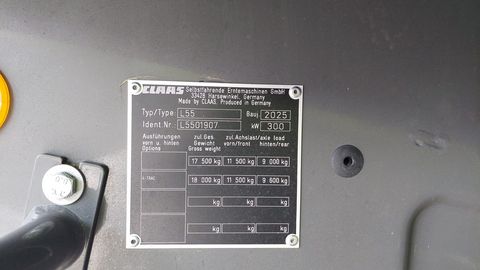 CLAAS Selbstfahrende Erntemaschinen GmbH
33428 Harsewinkel, Germany
Made by CLAAS. Produced in Germany
Typ/Type L55 Bauj. 2025
Ident.Nr. L5501907 kW 300
Ausführungen zul.Ges. zul.Achslast/axle load
vorn u. hinten Gewicht vorn/front hinten/rear
Options Gross weight
17 500 kg 11 500 kg 9 000 kg
18 000 kg 11 500 kg 9 600 kg
kg kg kg
kg kg kg